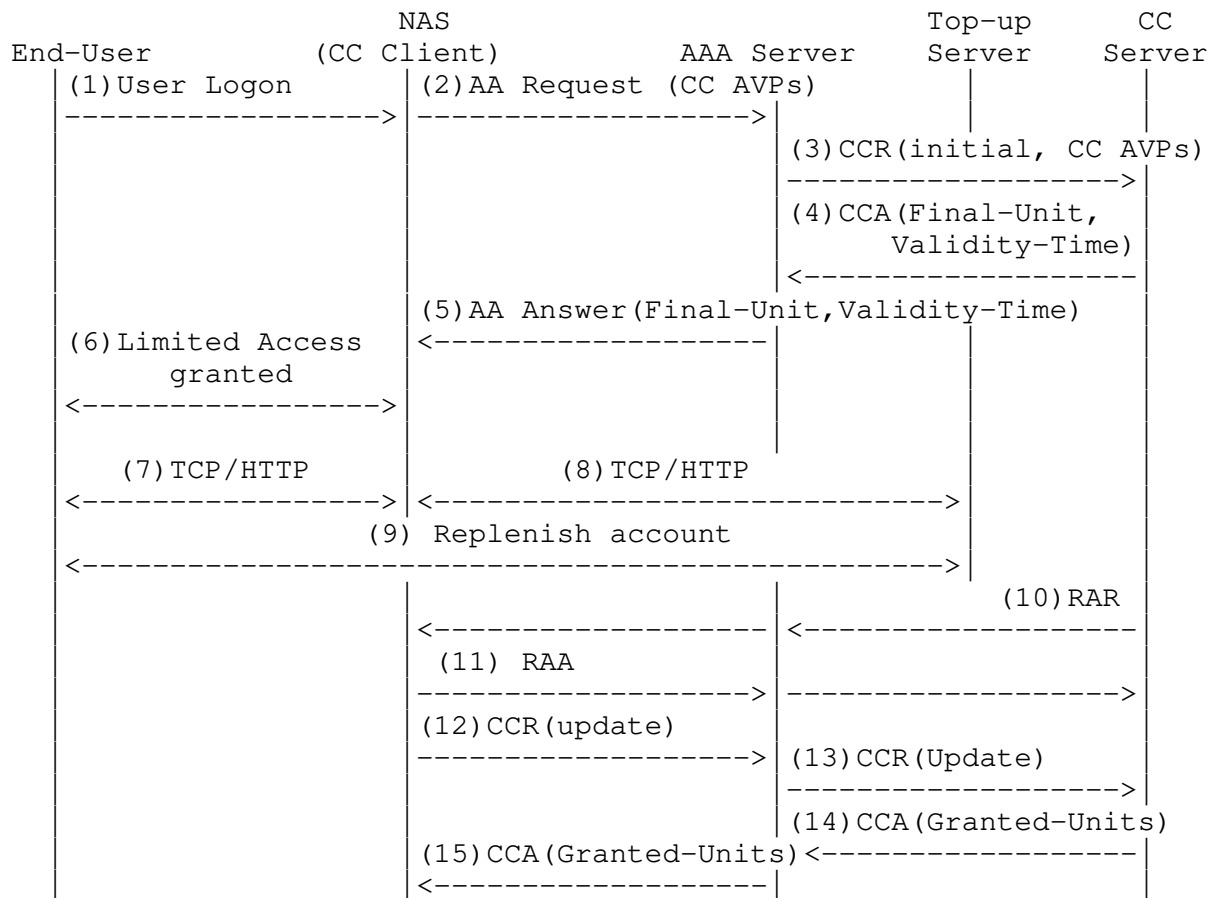 NAS Top-up CC
End-User (CC Client) AAA Server Server Server
(1)User Logon (2)AA Request (CC AVPs)
(3)CCR(initial, CC AVPs)
(4)CCA(Final-Unit,
Validity-Time)
(5)AA Answer(Final-Unit,Validity-Time)
(6)Limited Access
granted
(7)TCP/HTTP (8)TCP/HTTP
(9) Replenish account
(10)RAR
(11) RAA
(12)CCR(update)
(13)CCR(Update)
(14)CCA(Granted-Units)
(15)CCA(Granted-Units)